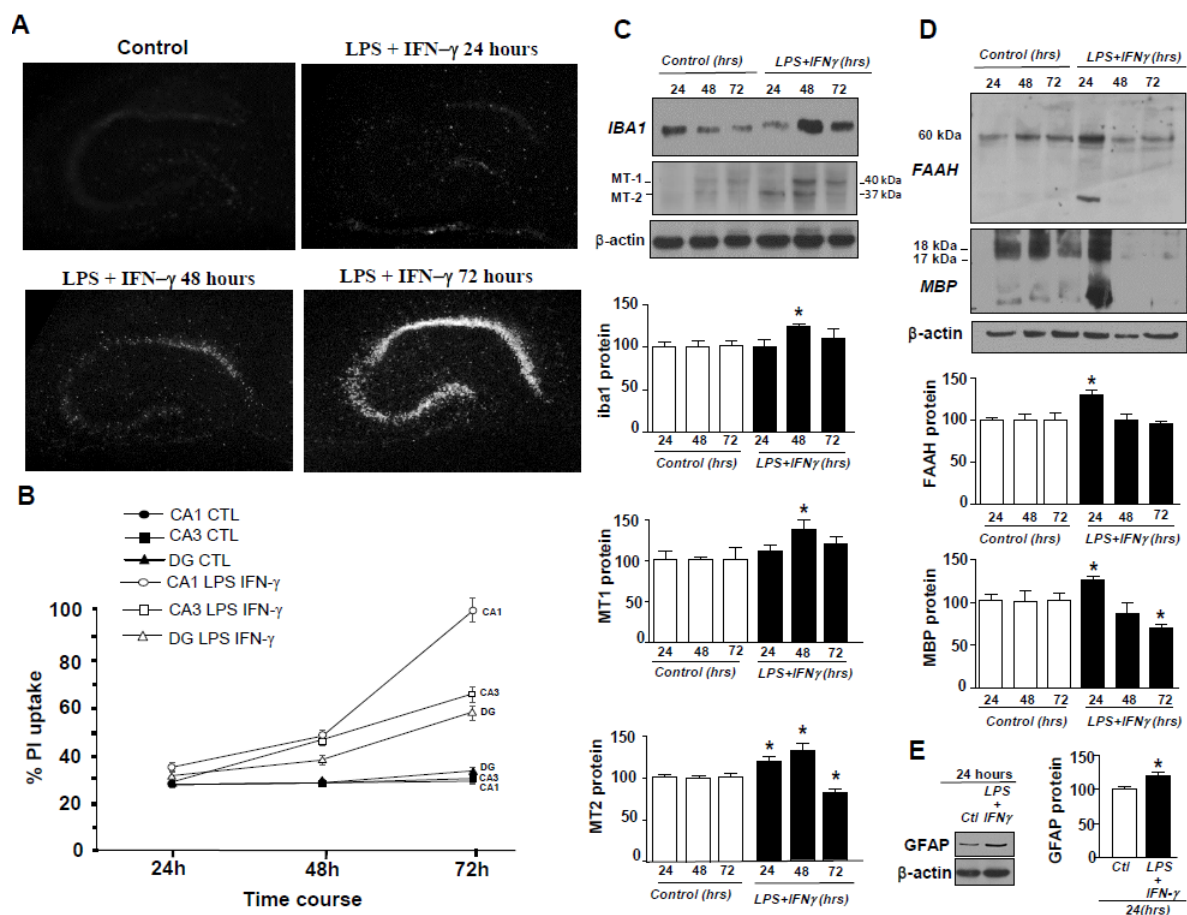 A
Control
LPS + IFN−γ 24 hours
LPS + IFN−γ 48 hours
LPS + IFN−γ 72 hours
B
CA1 CTL
CA3 CTL
DG CTL
CA1 LPS IFN-γ
CA3 LPS IFN-γ
DG LPS IFN-γ
% PI uptake
100
80
60
40
20
0
CA1
CA3
DG
DG
CA3
CA1
24h 48h 72h
Time course
C
Control (hrs) LPS+IFNγ (hrs)
24 48 72 24 48 72
IBA1
MT-1 40 kDa
MT-2 37 kDa
β-actin
iba1 protein
150
100
50
0
*
24 48 72 24 48 72
Control (hrs) LPS+IFNγ (hrs)
MT1 protein
150
100
50
0
*
24 48 72 24 48 72
Control (hrs) LPS+IFNγ (hrs)
MT2 protein
150
100
50
0
* * *
24 48 72 24 48 72
Control (hrs) LPS+IFNγ (hrs)
D
Control (hrs) LPS+IFNγ (hrs)
24 48 72 24 48 72
60 kDa
FAAH
18 kDa
17 kDa
MBP
β-actin
FAAH protein
150
100
50
0
*
24 48 72 24 48 72
Control (hrs) LPS+IFNγ (hrs)
MBP protein
150
100
50
0
* *
24 48 72 24 48 72
Control (hrs) LPS+IFNγ (hrs)
E
24 hours
LPS
+
Ctl IFNγ
GFAP
β-actin
GFAP protein
150
100
50
0
*
Ctl LPS
+
IFN-γ
24(hrs)